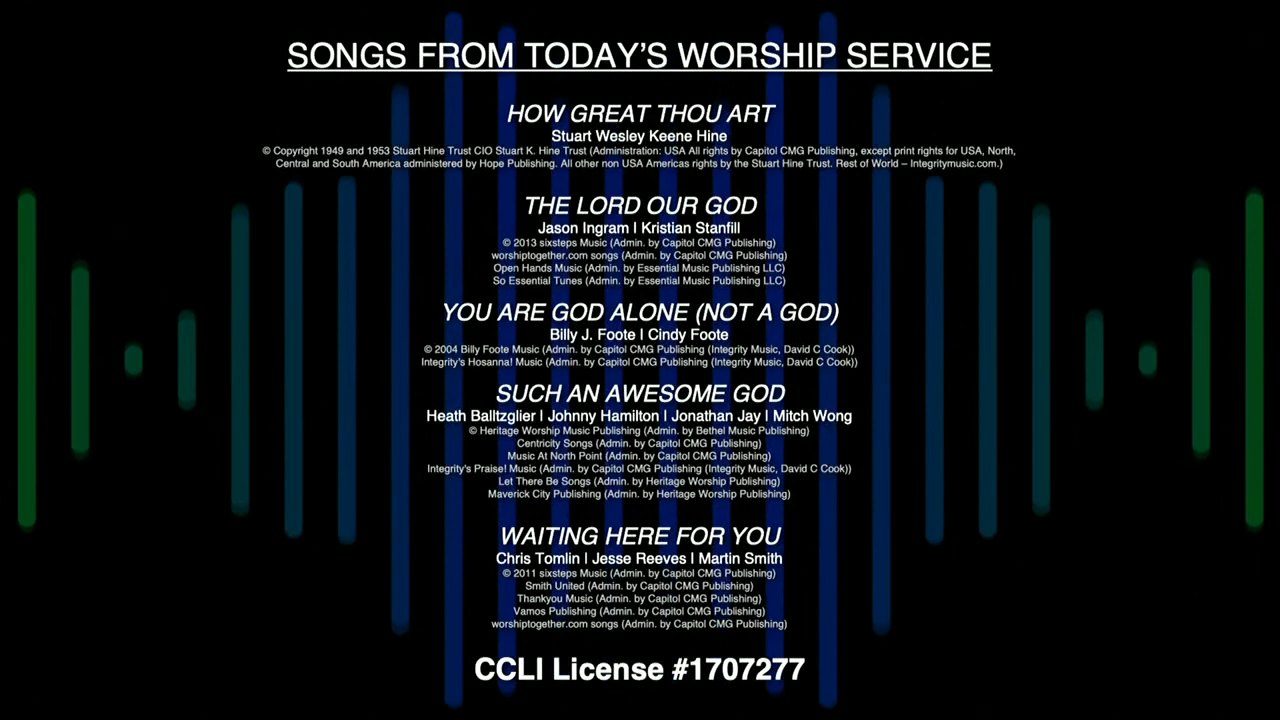 SONGS FROM TODAY'S WORSHIP SERVICE
HOW GREAT THOU ART
Stuart Wesley Keene Hine
© Copyright 1949 and 1953 Stuart Hine Trust CIO Stuart K. Hine Trust (Administration: USA All rights by Capitol CMG Publishing, except print rights for USA, North,
Central and South America administered by Hope Publishing. All other non USA Americas rights by the Stuart Hine Trust. Rest of World – Integritymusic.com.)
THE LORD OUR GOD
Jason Ingram | Kristian Stanfill
© 2013 sixsteps Music (Admin. by Capitol CMG Publishing)
worshiptogether.com songs (Admin. by Capitol CMG Publishing)
Open Hands Music (Admin. by Essential Music Publishing LLC)
So Essential Tunes (Admin. by Essential Music Publishing LLC)
YOU ARE GOD ALONE (NOT A GOD)
Billy J. Foote | Cindy Foote
© 2004 Billy Foote Music (Admin. by Capitol CMG Publishing (Integrity Music, David C Cook))
Integrity's Hosanna! Music (Admin. by Capitol CMG Publishing (Integrity Music, David C Cook))
SUCH AN AWESOME GOD
Heath Balltzglier | Johnny Hamilton | Jonathan Jay | Mitch Wong
© Heritage Worship Music Publishing (Admin. by Bethel Music Publishing)
Centricity Songs (Admin. by Capitol CMG Publishing)
Music At North Point (Admin. by Capitol CMG Publishing)
Integrity's Praise! Music (Admin. by Capitol CMG Publishing (Integrity Music, David C Cook))
Let There Be Songs (Admin. by Heritage Worship Publishing)
Maverick City Publishing (Admin. by Heritage Worship Publishing)
WAITING HERE FOR YOU
Chris Tomlin | Jesse Reeves | Martin Smith
© 2011 sixsteps Music (Admin. by Capitol CMG Publishing)
Smith United (Admin. by Capitol CMG Publishing)
Thankyou Music (Admin. by Capitol CMG Publishing)
Vamos Publishing (Admin. by Capitol CMG Publishing)
worshiptogether.com songs (Admin. by Capitol CMG Publishing)
CCLI License #1707277